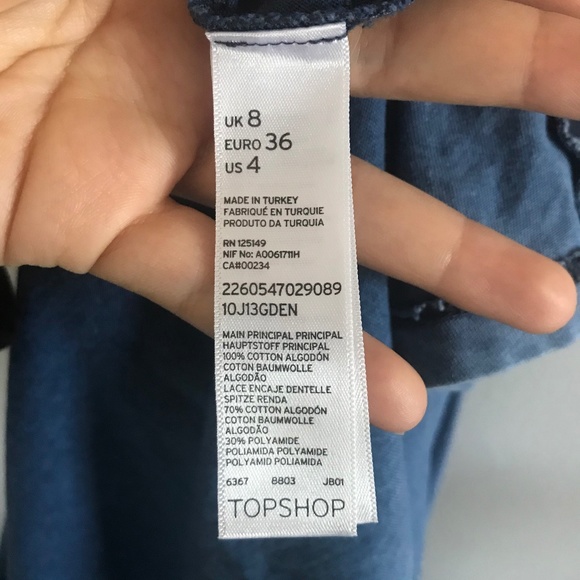 UK 8
EURO 36
US 4
MADE IN TURKEY
FABRIQUÉ EN TURQUIE
PRODUTO DA TURQUIA
RN 125149
NIF No: A0061711H
CA#00234
2260547029089
10J13GDEN
MAIN PRINCIPAL PRINCIPAL
HAUPTSTOFF PRINCIPAL
100% COTTON ALGODÓN
COTON BAUMWOLLE
ALGODÃO
LACE ENCAJE DENTELLE
SPITZE RENDA
70% COTTON ALGODÓN
COTON BAUMWOLLE
ALGODÃO
30% POLYAMIDE
POLIAMIDA POLYAMIDE
POLYAMID POLIAMIDA
6367 8803 JB01
TOPSHOP